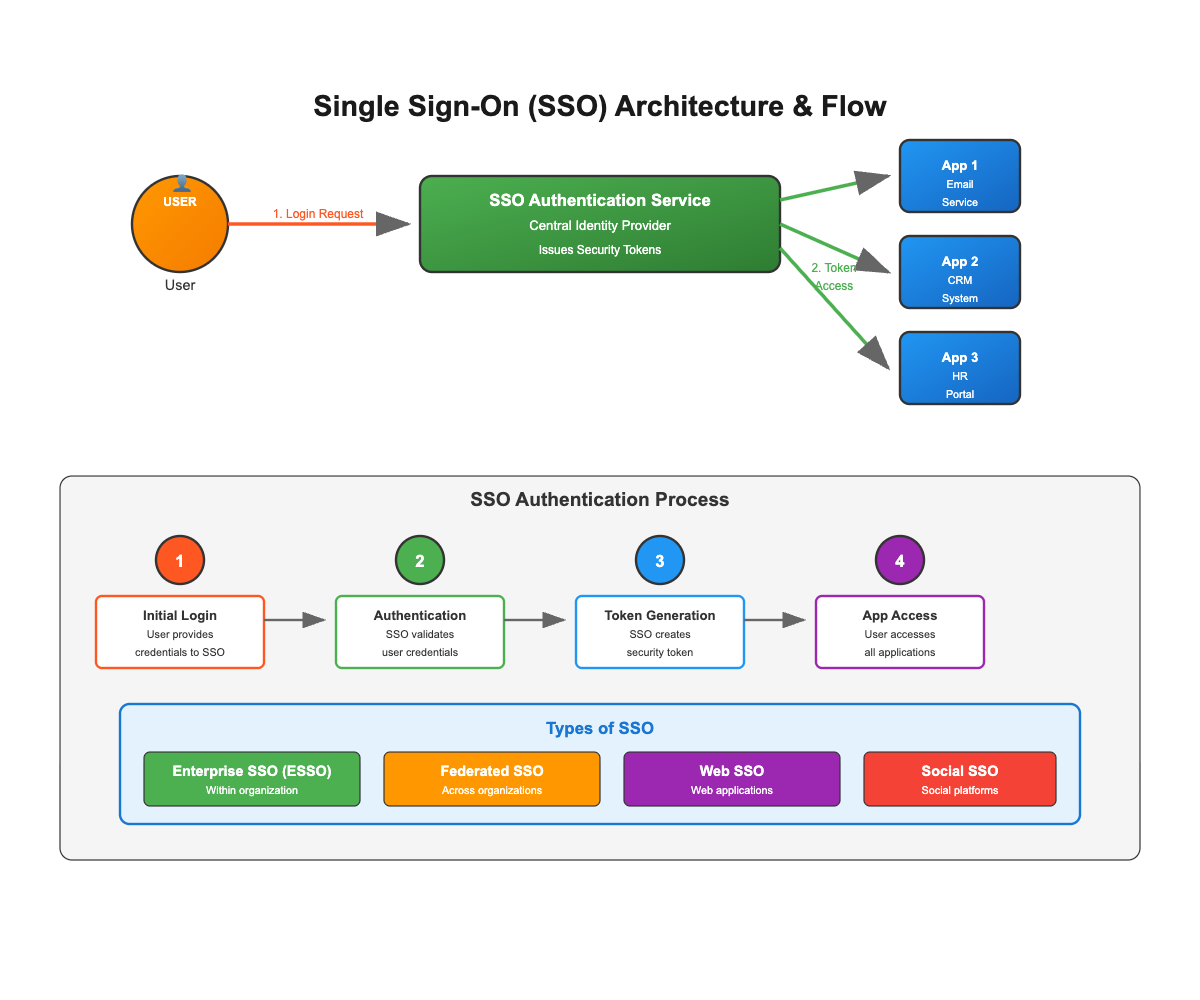 Single Sign-On (SSO) Architecture & Flow
USER
User
1. Login Request
SSO Authentication Service
Central Identity Provider
Issues Security Tokens
2. Token
Access
App 1
Email
Service
App 2
CRM
System
App 3
HR
Portal
SSO Authentication Process
1
Initial Login
User provides
credentials to SSO
2
Authentication
SSO validates
user credentials
3
Token Generation
SSO creates
security token
4
App Access
User accesses
all applications
Types of SSO
Enterprise SSO (ESSO)
Within organization
Federated SSO
Across organizations
Web SSO
Web applications
Social SSO
Social platforms